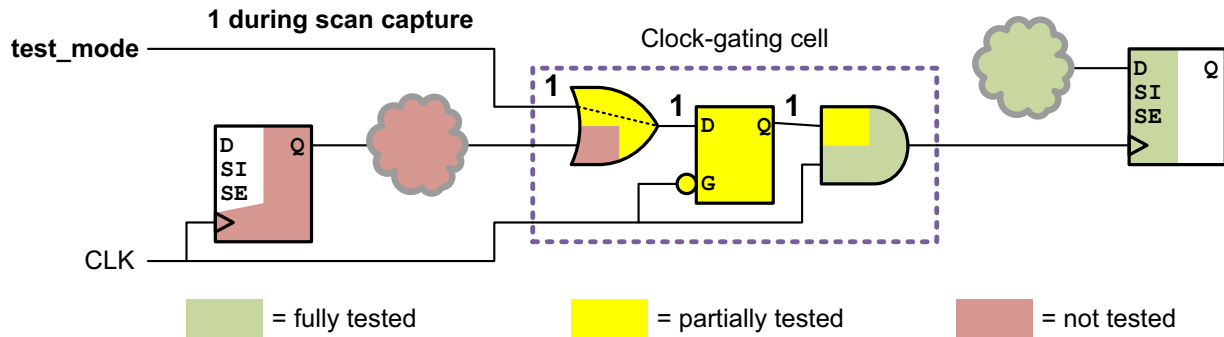 1 during scan capture
test_mode
Clock-gating cell
1
1
1
D
Q
SI
SE
D
Q
G
D
Q
SI
SE
CLK
= fully tested
= partially tested
= not tested